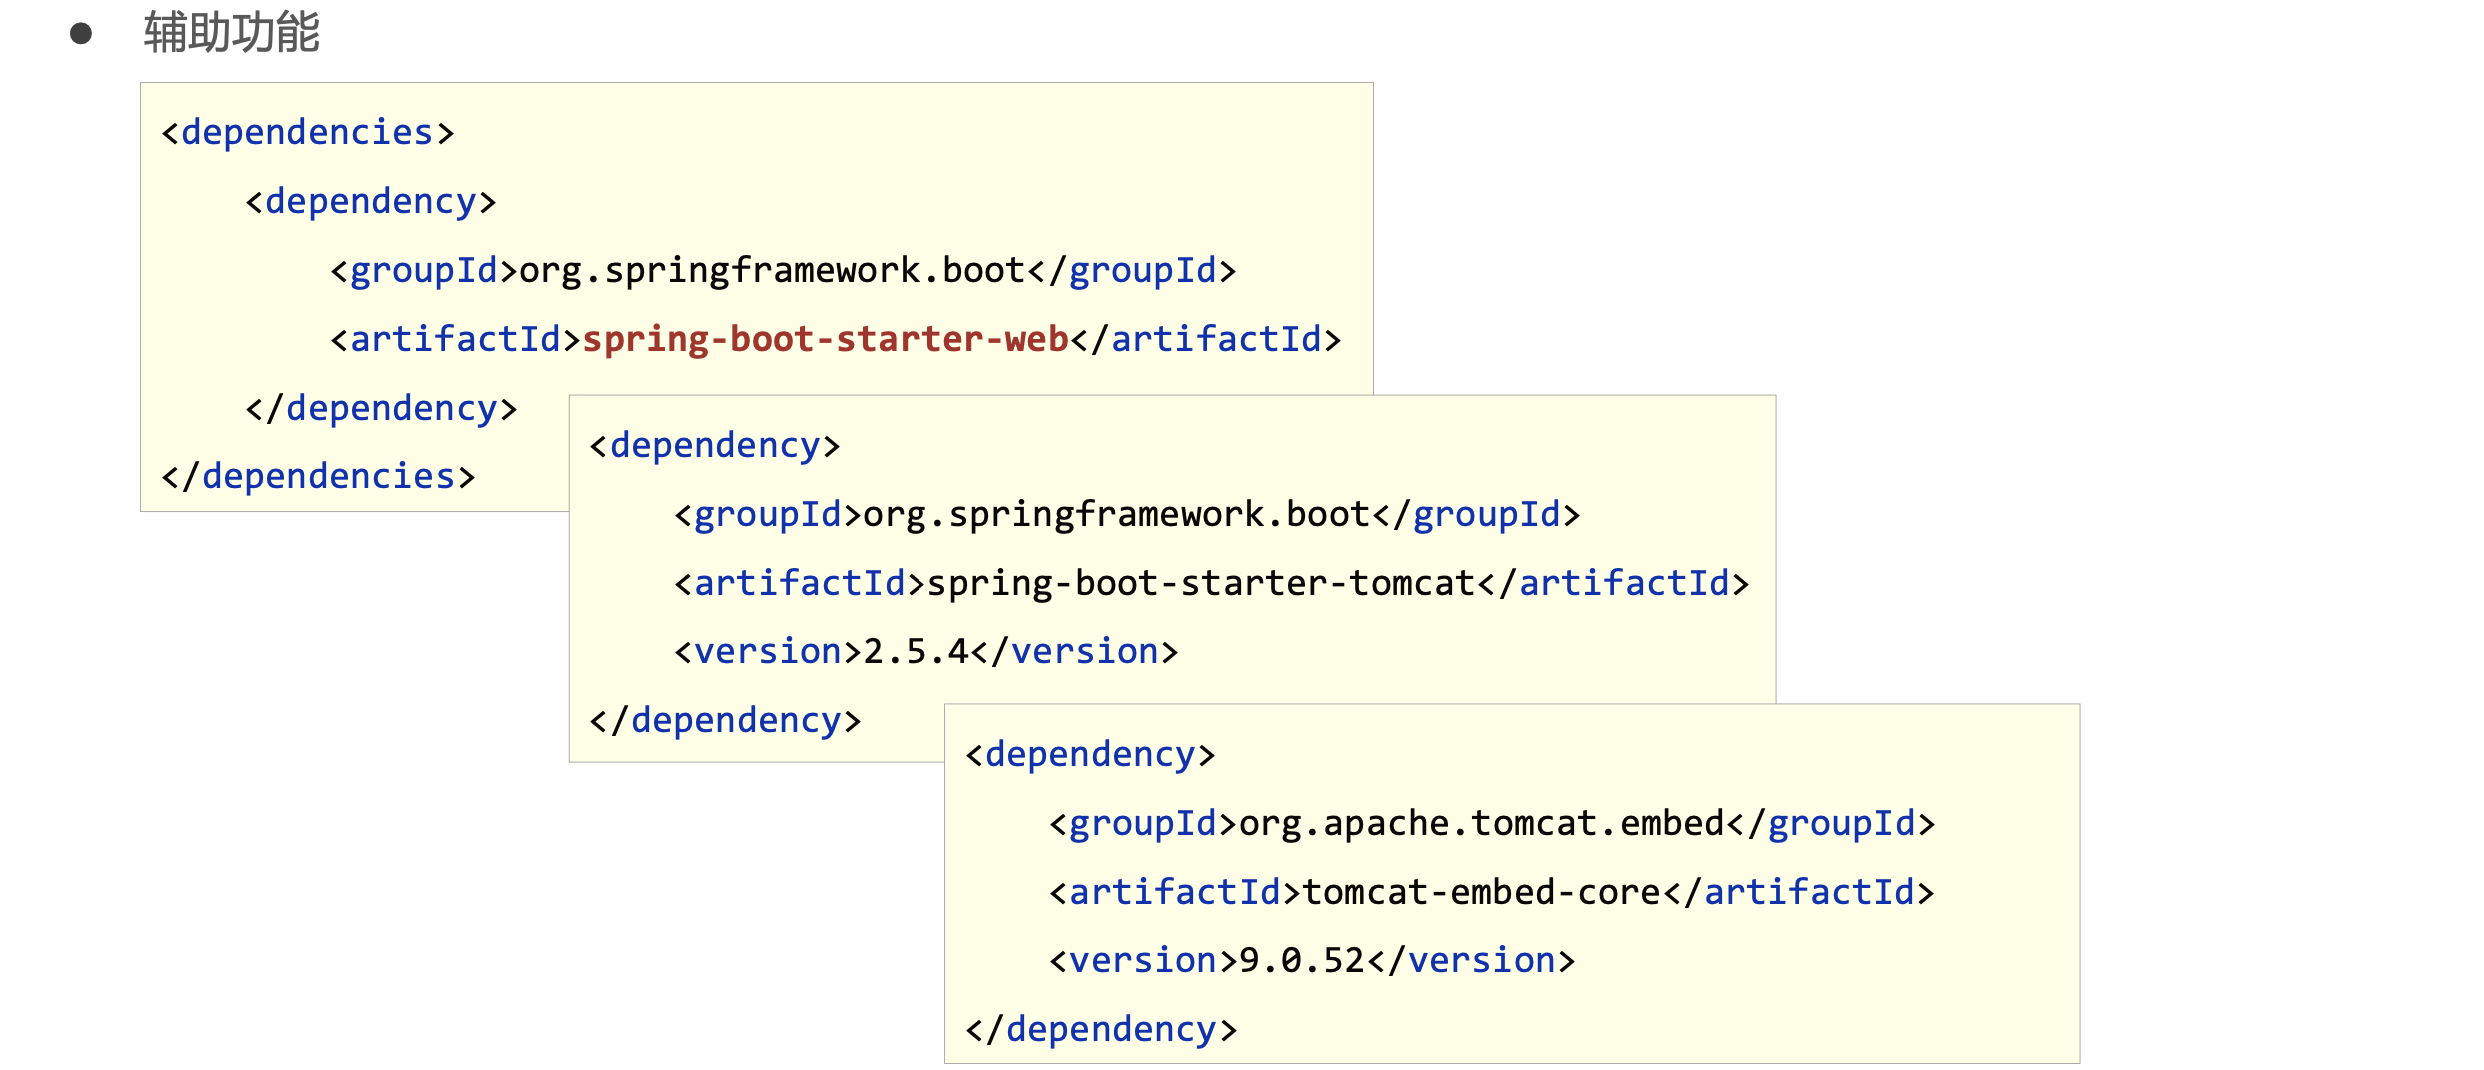 ● 辅助功能
<dependencies>
    <dependency>
        <groupId>org.springframework.boot</groupId>
        <artifactId>spring-boot-starter-web</artifactId>
    </dependency>
</dependencies>
<dependency>
    <groupId>org.springframework.boot</groupId>
    <artifactId>spring-boot-starter-tomcat</artifactId>
    <version>2.5.4</version>
</dependency>
<dependency>
    <groupId>org.apache.tomcat.embed</groupId>
    <artifactId>tomcat-embed-core</artifactId>
    <version>9.0.52</version>
</dependency>